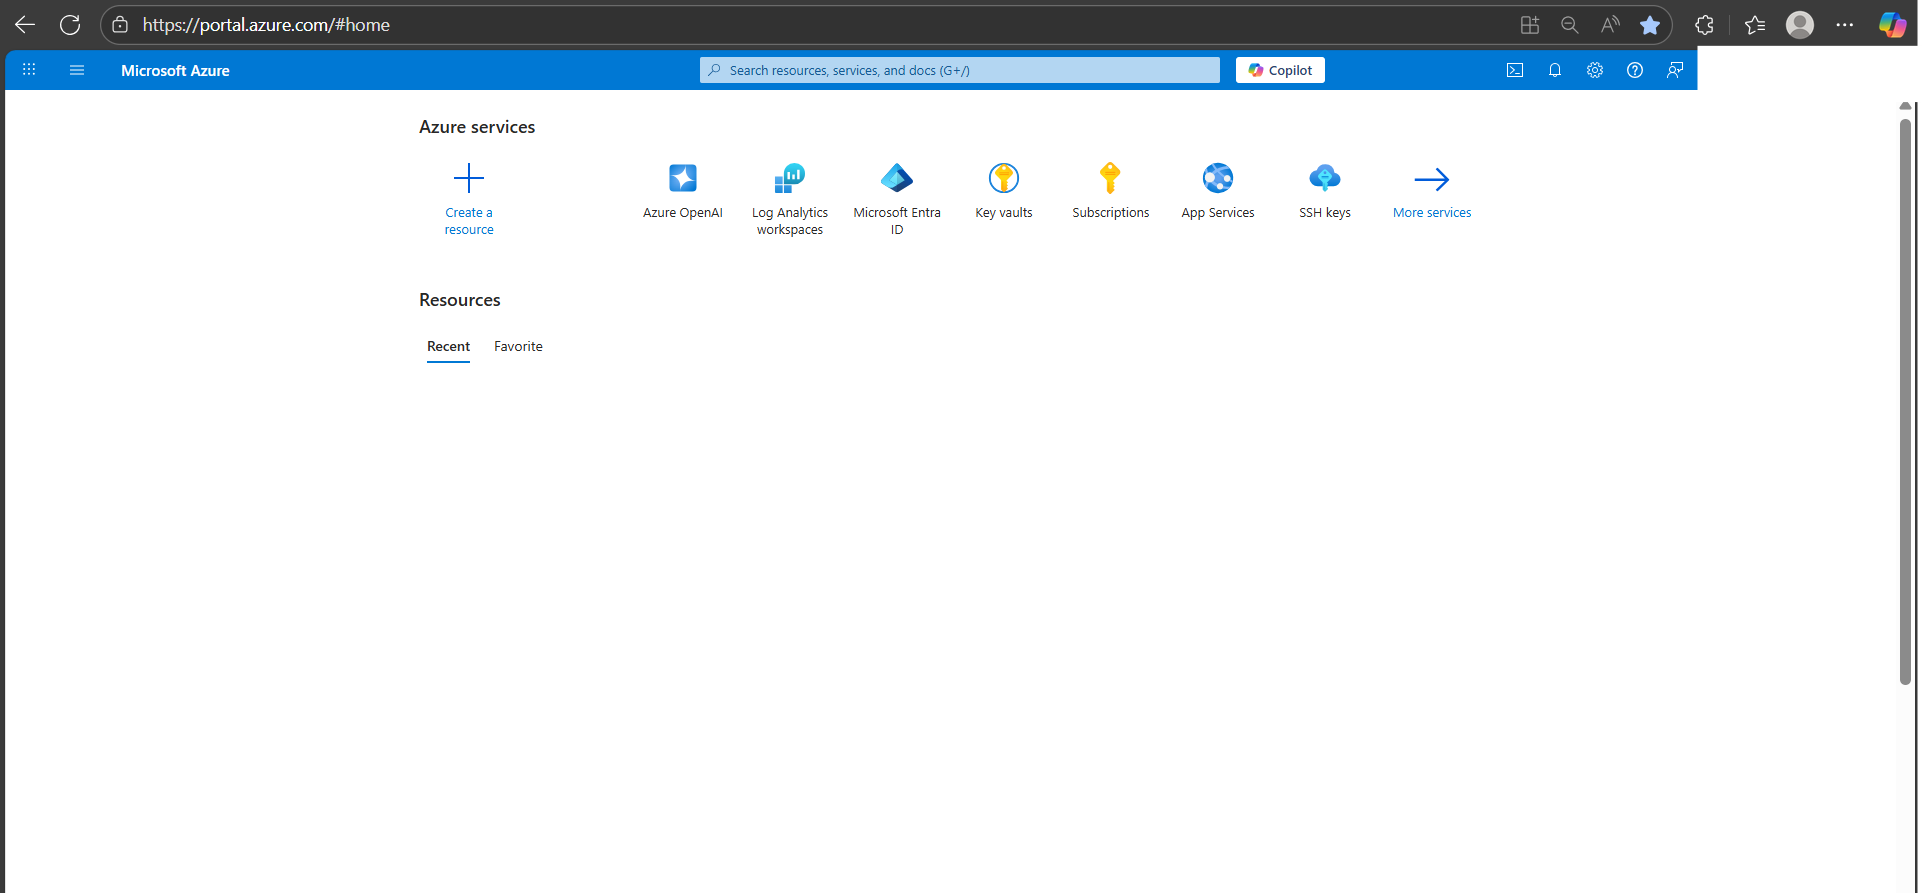 https://portal.azure.com/#home
Microsoft Azure
Search resources, services, and docs (G+/)
Copilot
Azure services
Create a
resource
Azure OpenAI
Log Analytics
workspaces
Microsoft Entra
ID
Key vaults
Subscriptions
App Services
SSH keys
More services
Resources
Recent
Favorite